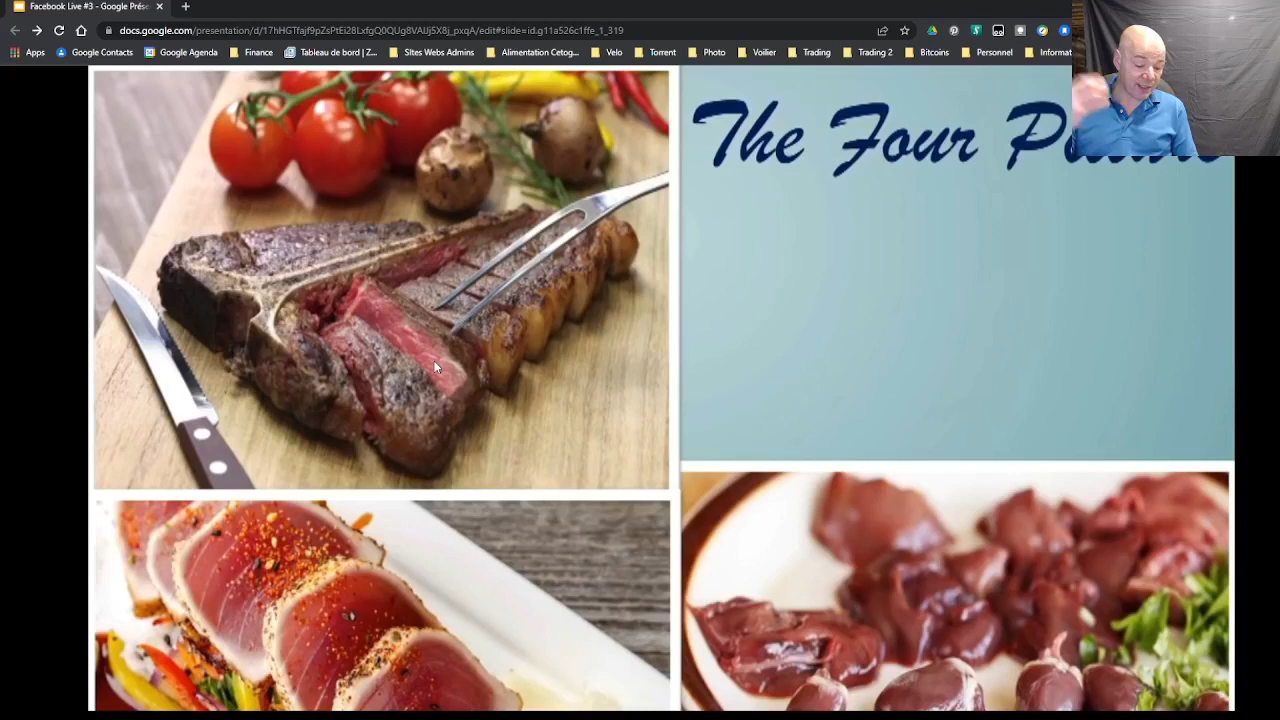 Facebook Live #3 - Google Prése
docs.google.com/presentation/d/17hHGTfajf9pZsPtEi28LxlgQ0QUg8VAUj5X8j_pxqA/edit#slide=id.g11a526c1ffe_1_319
Apps Google Contacts Google Agenda Finance Tableau de bord | Z... SItes Webs Admins Alimentation Cetog... Velo Torrent Photo Voilier Trading Trading 2 Bitcoins Personnel Informat
The Four